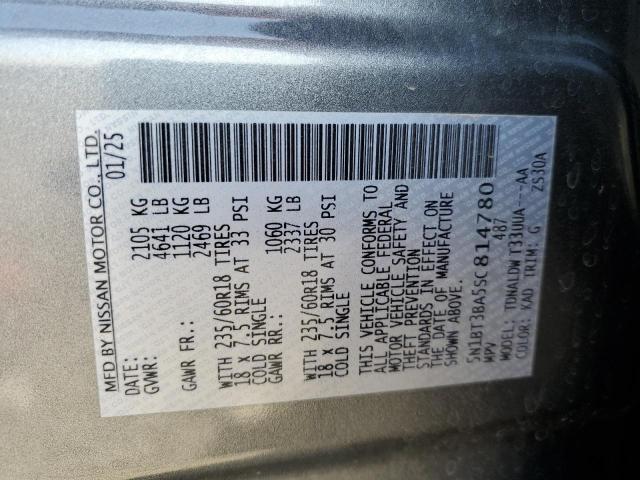 MFD BY NISSAN MOTOR CO., LTD.
DATE: 01/25
GVWR: 2105 KG
4641 LB
GAWR FR.: 1120 KG
2469 LB
WITH 235/60R18 TIRES
18 x 7.5 RIMS AT 33 PSI
COLD SINGLE
GAWR RR.: 1060 KG
2337 LB
WITH 235/60R18 TIRES
18 x 7.5 RIMS AT 30 PSI
COLD SINGLE
THIS VEHICLE CONFORMS TO
ALL APPLICABLE FEDERAL
MOTOR VEHICLE SAFETY AND
THEFT PREVENTION
STANDARDS IN EFFECT ON
THE DATE OF MANUFACTURE
SHOWN ABOVE.
5N1BT3BA5SC814780
MPV 487
MODEL: TDNALDW T33UUA---AA
COLOR: KAD TRIM: G ZS30A